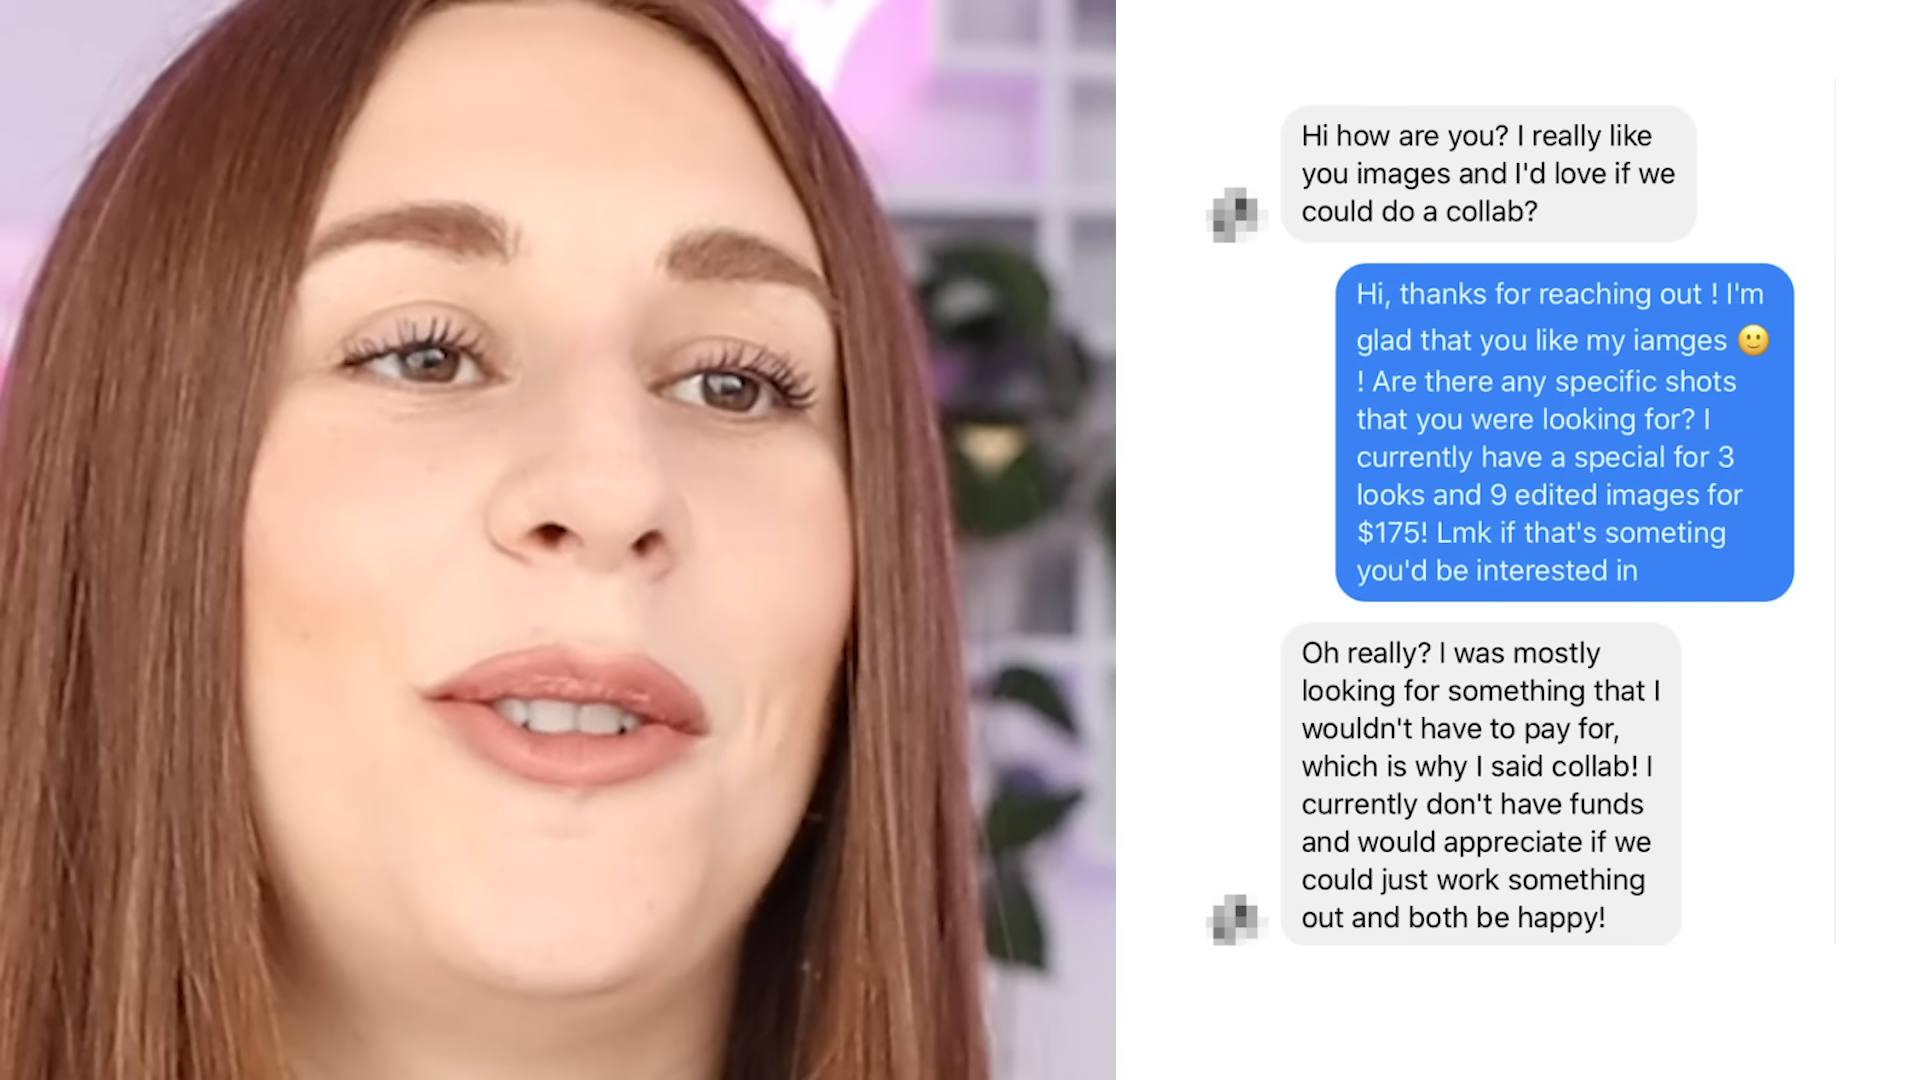 Hi how are you? I really like
you images and I'd love if we
could do a collab?
Hi, thanks for reaching out ! I'm
glad that you like my iamges 🙂
! Are there any specific shots
that you were looking for? I
currently have a special for 3
looks and 9 edited images for
$175! Lmk if that's someting
you'd be interested in
Oh really? I was mostly
looking for something that I
wouldn't have to pay for,
which is why I said collab! I
currently don't have funds
and would appreciate if we
could just work something
out and both be happy!